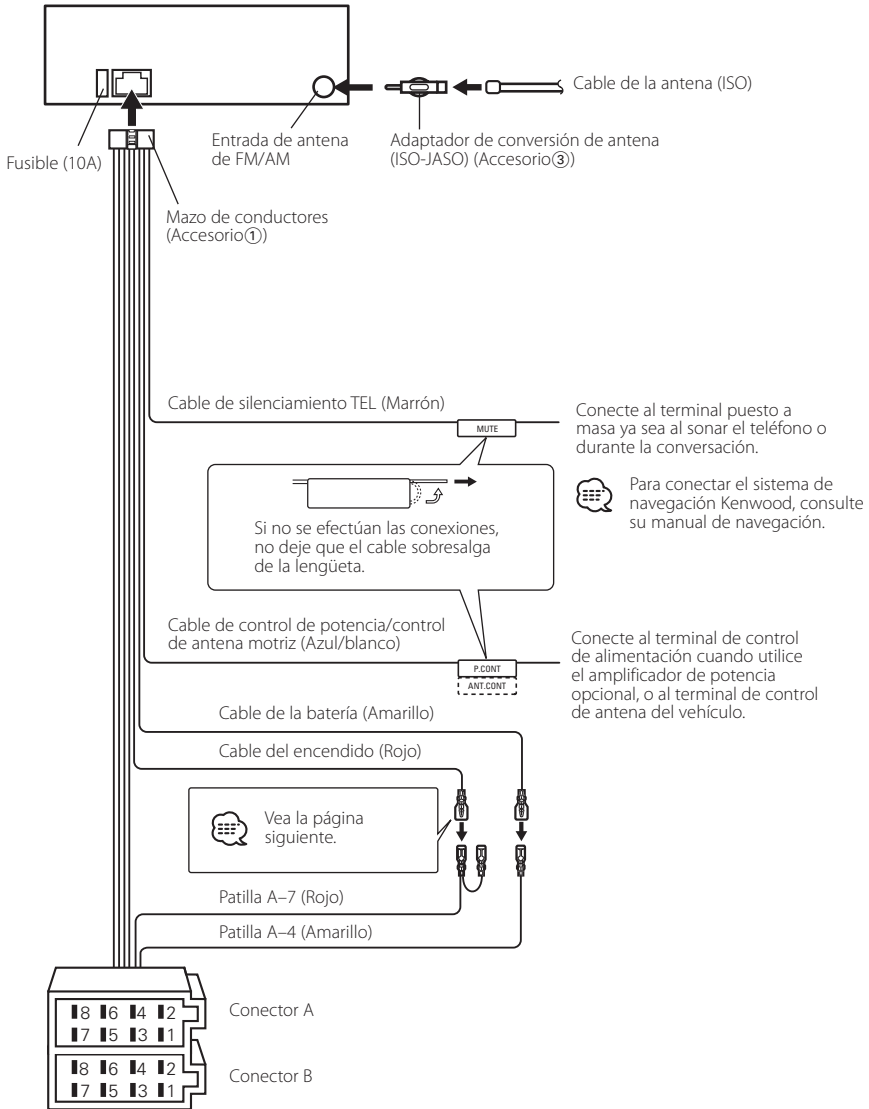 Cable de la antena (ISO)
Entrada de antena
de FM/AM
Adaptador de conversión de antena
(ISO-JASO) (Accesorio③)
Fusible (10A)
Mazo de conductores
(Accesorio①)
Cable de silenciamiento TEL (Marrón)
MUTE
Conecte al terminal puesto a
masa ya sea al sonar el teléfono o
durante la conversación.
Para conectar el sistema de
navegación Kenwood, consulte
su manual de navegación.
Si no se efectúan las conexiones,
no deje que el cable sobresalga
de la lengüeta.
Cable de control de potencia/control
de antena motriz (Azul/blanco)
P.CONT
ANT.CONT
Conecte al terminal de control
de alimentación cuando utilice
el amplificador de potencia
opcional, o al terminal de control
de antena del vehículo.
Cable de la batería (Amarillo)
Cable del encendido (Rojo)
Vea la página
siguiente.
Patilla A–7 (Rojo)
Patilla A–4 (Amarillo)
8 6 4 2
7 5 3 1
Conector A
8 6 4 2
7 5 3 1
Conector B